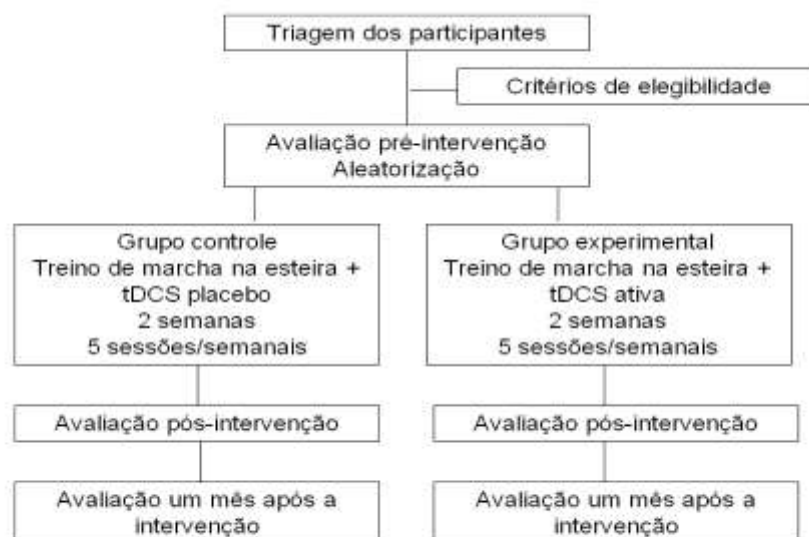 Triagem dos participantes
Critérios de elegibilidade
Avaliação pré-intervenção
Aleatorização
Grupo controle
Treino de marcha na esteira +
tDCS placebo
2 semanas
5 sessões/semanais
Grupo experimental
Treino de marcha na esteira +
tDCS ativa
2 semanas
5 sessões/semanais
Avaliação pós-intervenção
Avaliação pós-intervenção
Avaliação um mês após a
intervenção
Avaliação um mês após a
intervenção